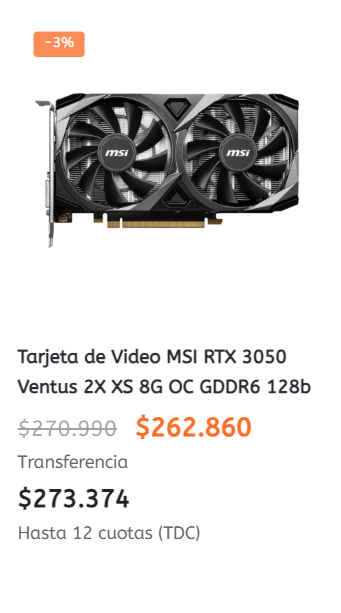 -3%
msi
msi
Tarjeta de Video MSI RTX 3050
Ventus 2X XS 8G OC GDDR6 128b
$270.990 $262.860
Transferencia
$273.374
Hasta 12 cuotas (TDC)